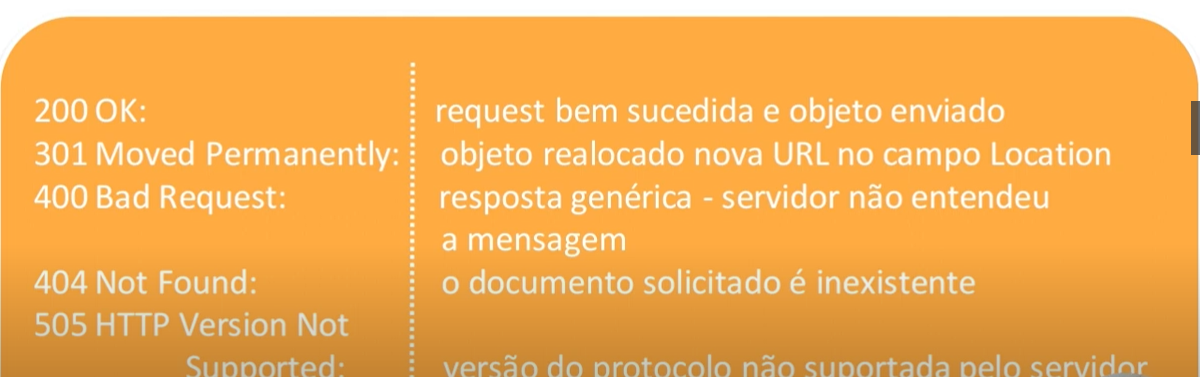 200 OK: request bem sucedida e objeto enviado
301 Moved Permanently: objeto realocado nova URL no campo Location
400 Bad Request: resposta genérica - servidor não entendeu
a mensagem
404 Not Found: o documento solicitado é inexistente
505 HTTP Version Not
Supported: versão do protocolo não suportada pelo servidor